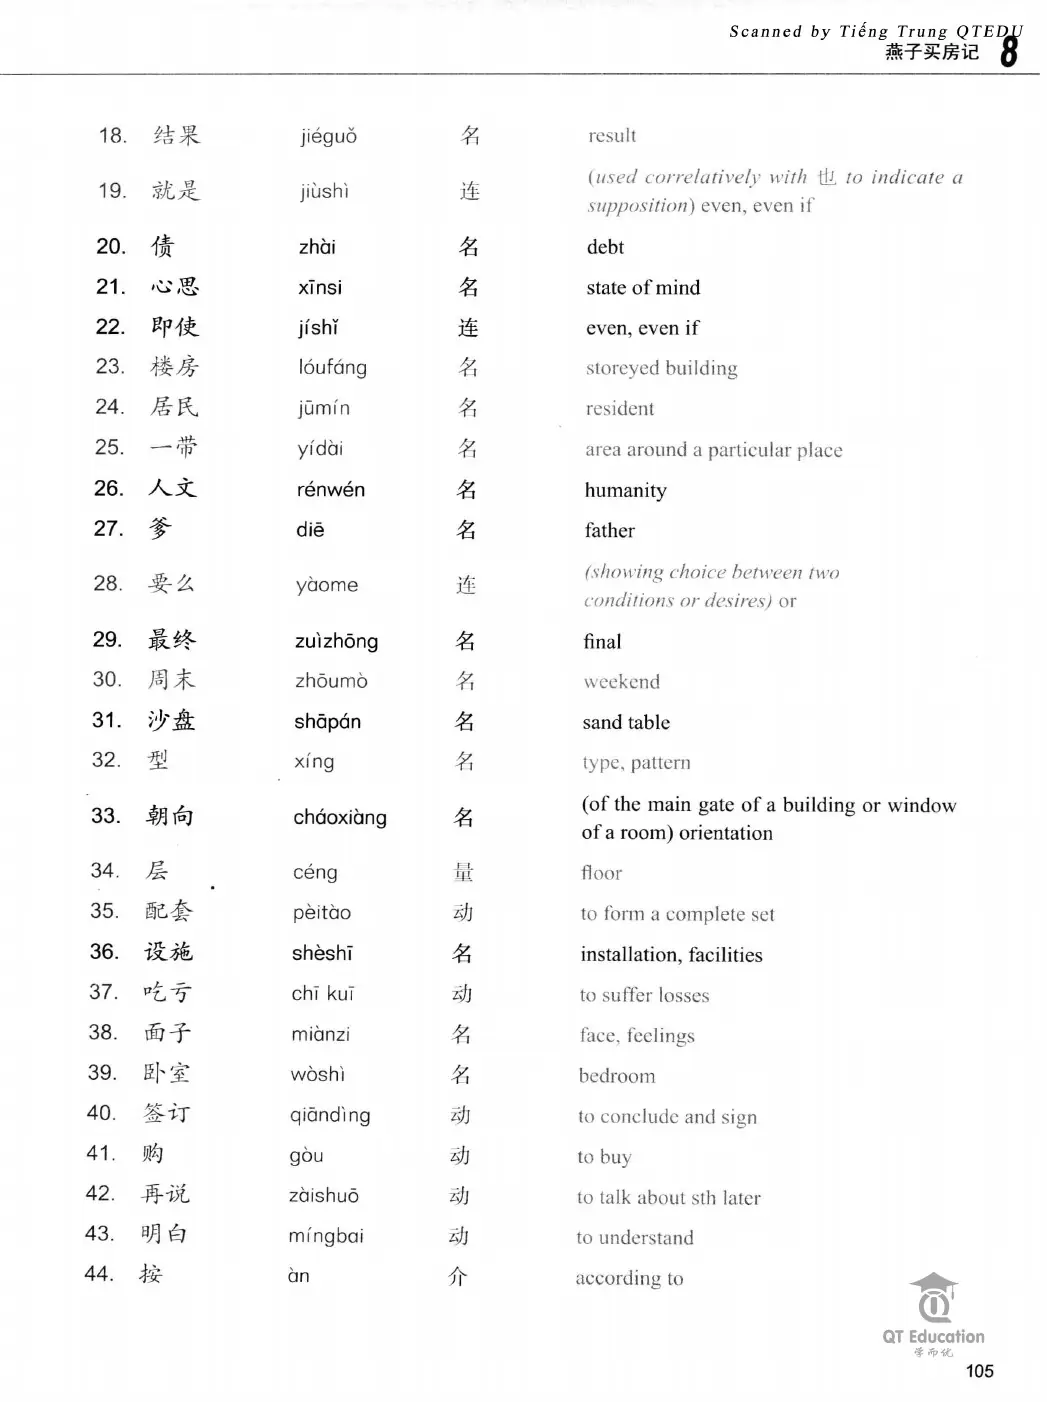 Scanned by Tiếng Trung QTEDU
燕子买房记 8
18. 结果 jiéguǒ 名 result
19. 就是 jiùshì 连 (used correlatively with 也 to indicate a
supposition) even, even if
20. 债 zhài 名 debt
21. 心思 xīnsi 名 state of mind
22. 即使 jíshǐ 连 even, even if
23. 楼房 lóufáng 名 storeyed building
24. 居民 jūmín 名 resident
25. 一带 yídài 名 area around a particular place
26. 人文 rénwén 名 humanity
27. 爹 diē 名 father
28. 要么 yàome 连 (showing choice between two
conditions or desires) or
29. 最终 zuìzhōng 名 final
30. 周末 zhōumò 名 weekend
31. 沙盘 shāpán 名 sand table
32. 型 xíng 名 type, pattern
33. 朝向 cháoxiàng 名 (of the main gate of a building or window
of a room) orientation
34. 层 céng 量 floor
35. 配套 pèitào 动 to form a complete set
36. 设施 shèshī 名 installation, facilities
37. 吃亏 chī kuī 动 to suffer losses
38. 面子 miànzi 名 face, feelings
39. 卧室 wòshì 名 bedroom
40. 签订 qiāndìng 动 to conclude and sign
41. 购 gòu 动 to buy
42. 再说 zàishuō 动 to talk about sth later
43. 明白 míngbai 动 to understand
44. 按 àn 介 according to
QT Education
学而优
105